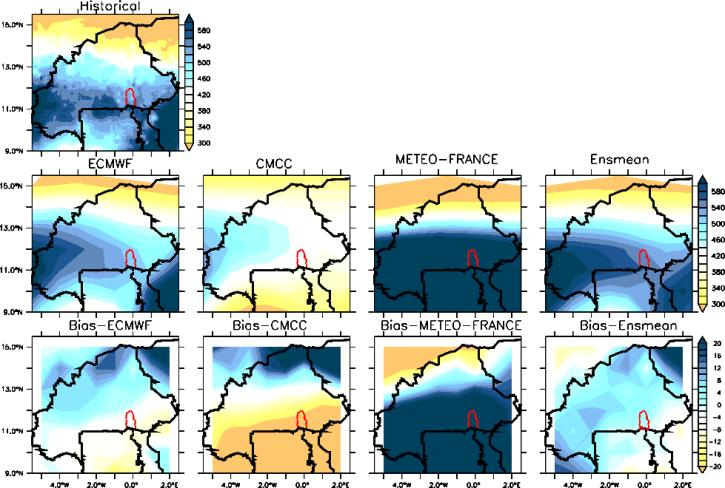 Historical
15.0°N
13.0°N
11.0°N
9.0°N
580
540
500
460
420
380
340
300
ECMWF
CMCC
METEO-FRANCE
Ensmean
15.0°N
13.0°N
11.0°N
9.0°N
580
540
500
460
420
380
340
300
Bias-ECMWF
Bias-CMCC
Bias-METEO-FRANCE
Bias-Ensmean
15.0°N
13.0°N
11.0°N
9.0°N
20
16
12
8
4
0
-4
-8
-12
-16
-20
4.0°W 2.0°W 0.0° 2.0°E 4.0°W 2.0°W 0.0° 2.0°E 4.0°W 2.0°W 0.0° 2.0°E 4.0°W 2.0°W 0.0° 2.0°E